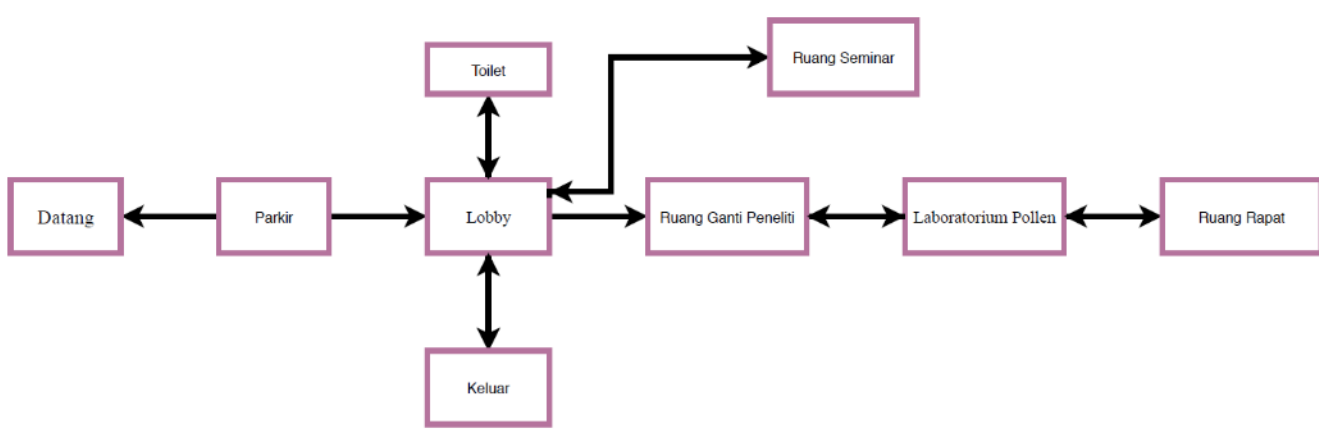 Toilet
Ruang Seminar
Datang
Parkir
Lobby
Ruang Ganti Peneliti
Laboratorium Pollen
Ruang Rapat
Keluar